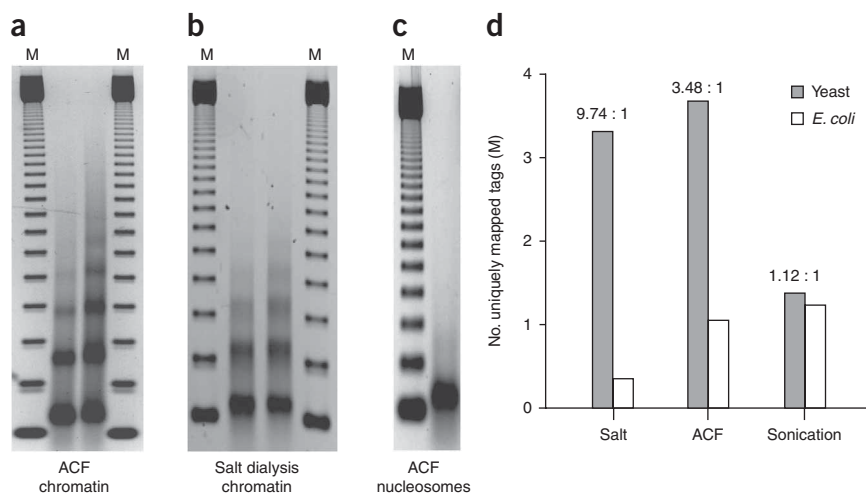 a
M
M
ACF
chromatin
b
M
M
Salt dialysis
chromatin
c
M
ACF
nucleosomes
d
No. uniquely mapped tags (M)
4
3
2
1
0
9.74 : 1
3.48 : 1
1.12 : 1
Yeast
E. coli
Salt
ACF
Sonication